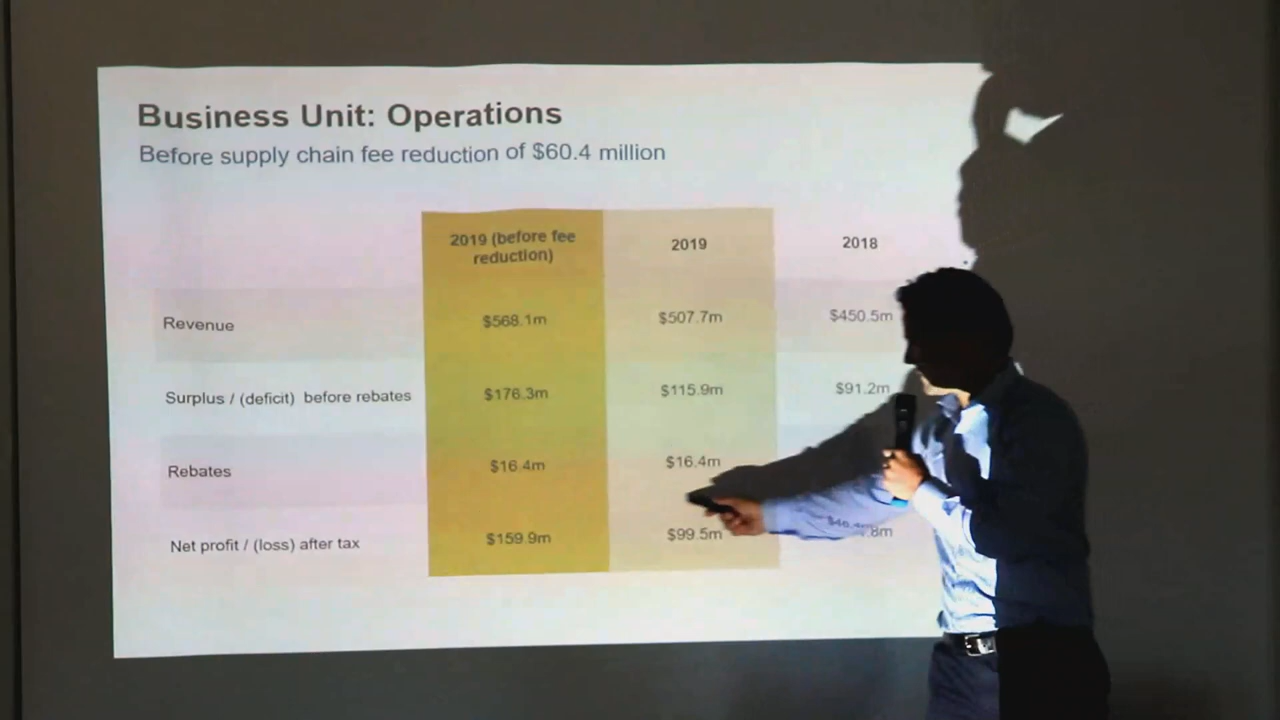 Business Unit: Operations
Before supply chain fee reduction of $60.4 million
2019 (before fee reduction) 2019 2018
Revenue $568.1m $507.7m $450.5m
Surplus / (deficit) before rebates $176.3m $115.9m $91.2m
Rebates $16.4m $16.4m
Net profit / (loss) after tax $159.9m $99.5m